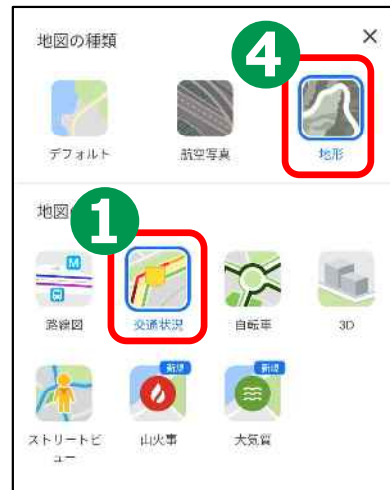 地図の種類
×
4
デフォルト
航空写真
地形
地図
1
M
路線図
交通状況
自転車
3D
新規
新規
ストリートビ
ュー
山火事
大気質